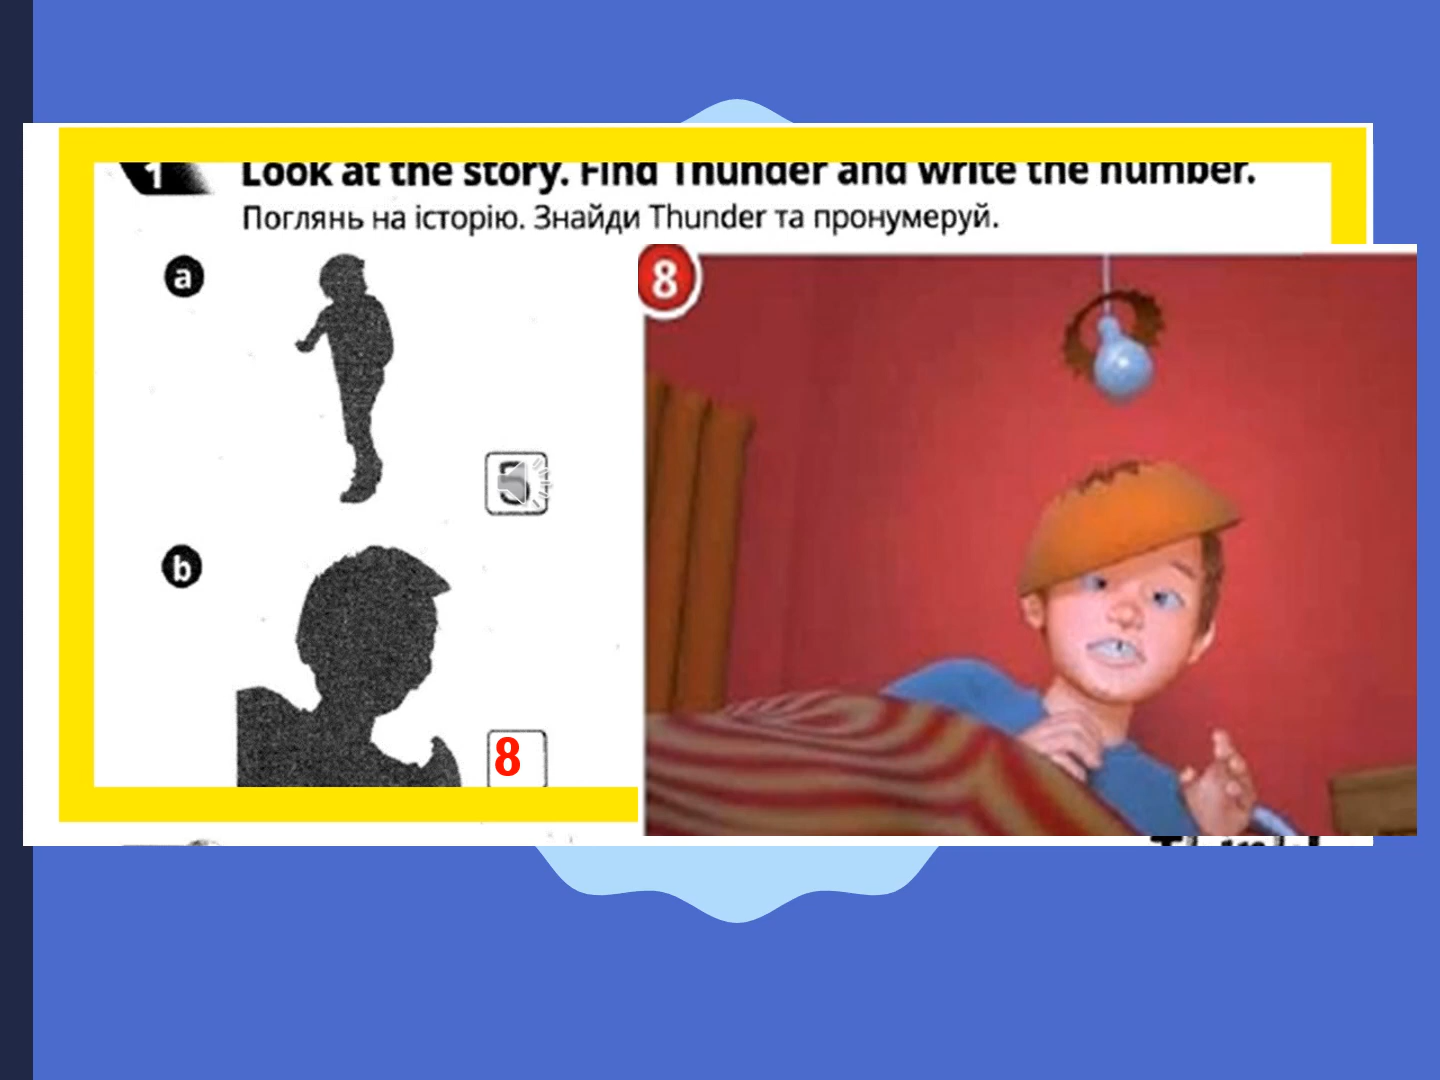 1
Look at the story. Find Thunder and write the number.
Поглянь на історію. Знайди Thunder та пронумеруй.
a
8
5
b
8